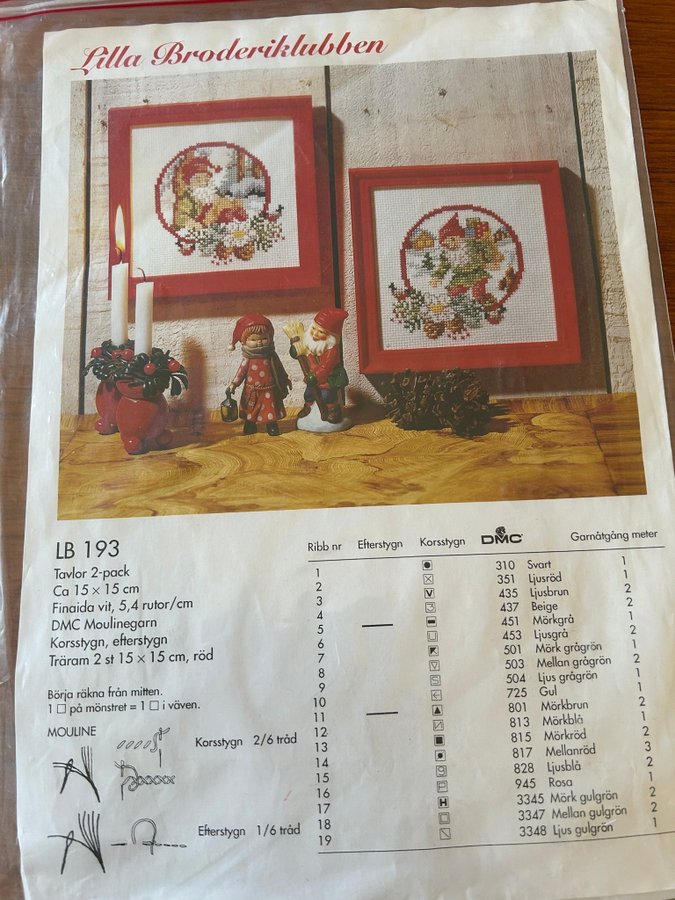 Lilla Broderiklubben
LB 193
Tavlor 2-pack
Ca 15 × 15 cm
Finaida vit, 5,4 rutor/cm
DMC Moulinegarn
Korsstygn, efterstygn
Träram 2 st 15 × 15 cm, röd
Börja räkna från mitten.
1 □ på mönstret = 1 □ i väven.
MOULINE
Korsstygn 2/6 tråd
Efterstygn 1/6 tråd
Ribb nr Efterstygn Korsstygn DMC Garnåtgång meter
1 310 Svart 1
2 351 Ljusröd 1
3 435 Ljusbrun 2
4 437 Beige 2
5 451 Mörkgrå 1
6 453 Ljusgrå 2
7 501 Mörk grågrön 1
8 503 Mellan grågrön 2
9 504 Ljus grågrön 1
10 725 Gul 1
11 801 Mörkbrun 2
12 813 Mörkblå 1
13 815 Mörkröd 2
14 817 Mellanröd 3
15 828 Ljusblå 2
16 945 Rosa 1
17 3345 Mörk gulgrön 2
18 3347 Mellan gulgrön 2
19 3348 Ljus gulgrön 1